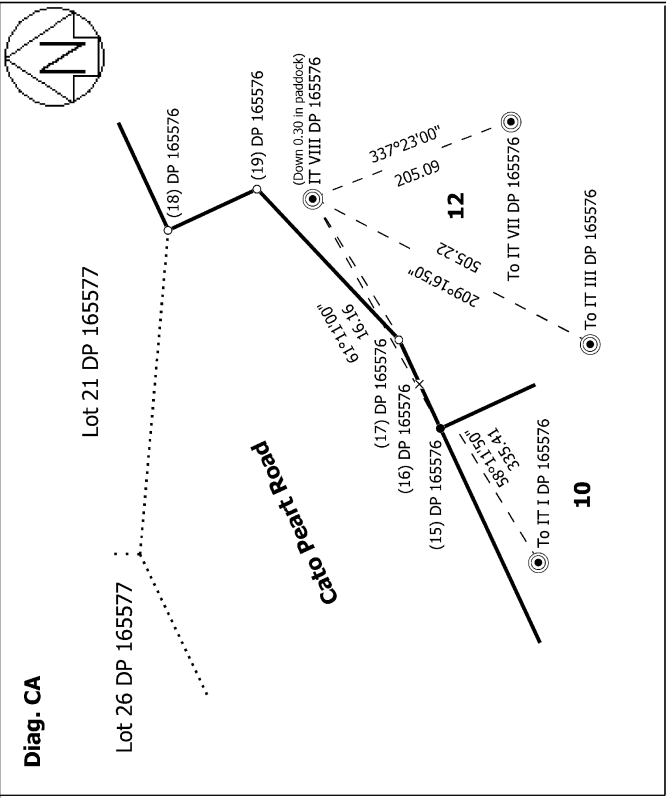 Diag. CA
N
Lot 26 DP 165577
Lot 21 DP 165577
(18) DP 165576
(19) DP 165576
(Down 0.30 in paddock)
IT VIII DP 165576
Cato Peart Road
61°11'00"
16.16
337°23'00"
205.09
12
505.22
209°16'50"
To IT VII DP 165576
To IT III DP 165576
(17) DP 165576
(16) DP 165576
(15) DP 165576
58°11'50"
335.41
To IT I DP 165576
10